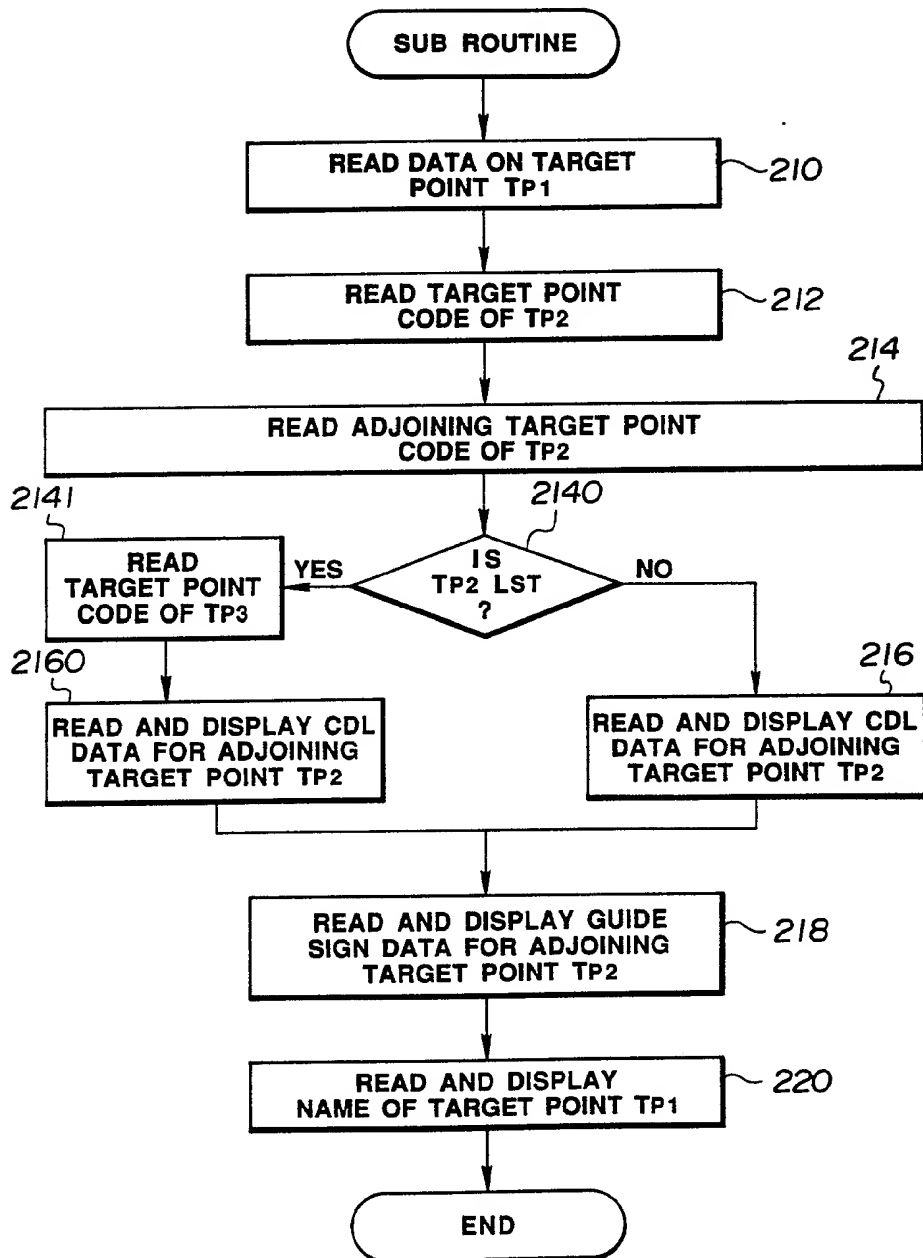 SUB ROUTINE
READ DATA ON TARGET
POINT TP1
210
READ TARGET POINT
CODE OF TP2
212
214
READ ADJOINING TARGET POINT
CODE OF TP2
2141
2140
READ
TARGET POINT
CODE OF TP3
YES
IS
TP2 LST
?
NO
2160
216
READ AND DISPLAY CDL
DATA FOR ADJOINING
TARGET POINT TP2
READ AND DISPLAY CDL
DATA FOR ADJOINING
TARGET POINT TP2
READ AND DISPLAY GUIDE
SIGN DATA FOR ADJOINING
TARGET POINT TP2
218
READ AND DISPLAY
NAME OF TARGET POINT TP1
220
END